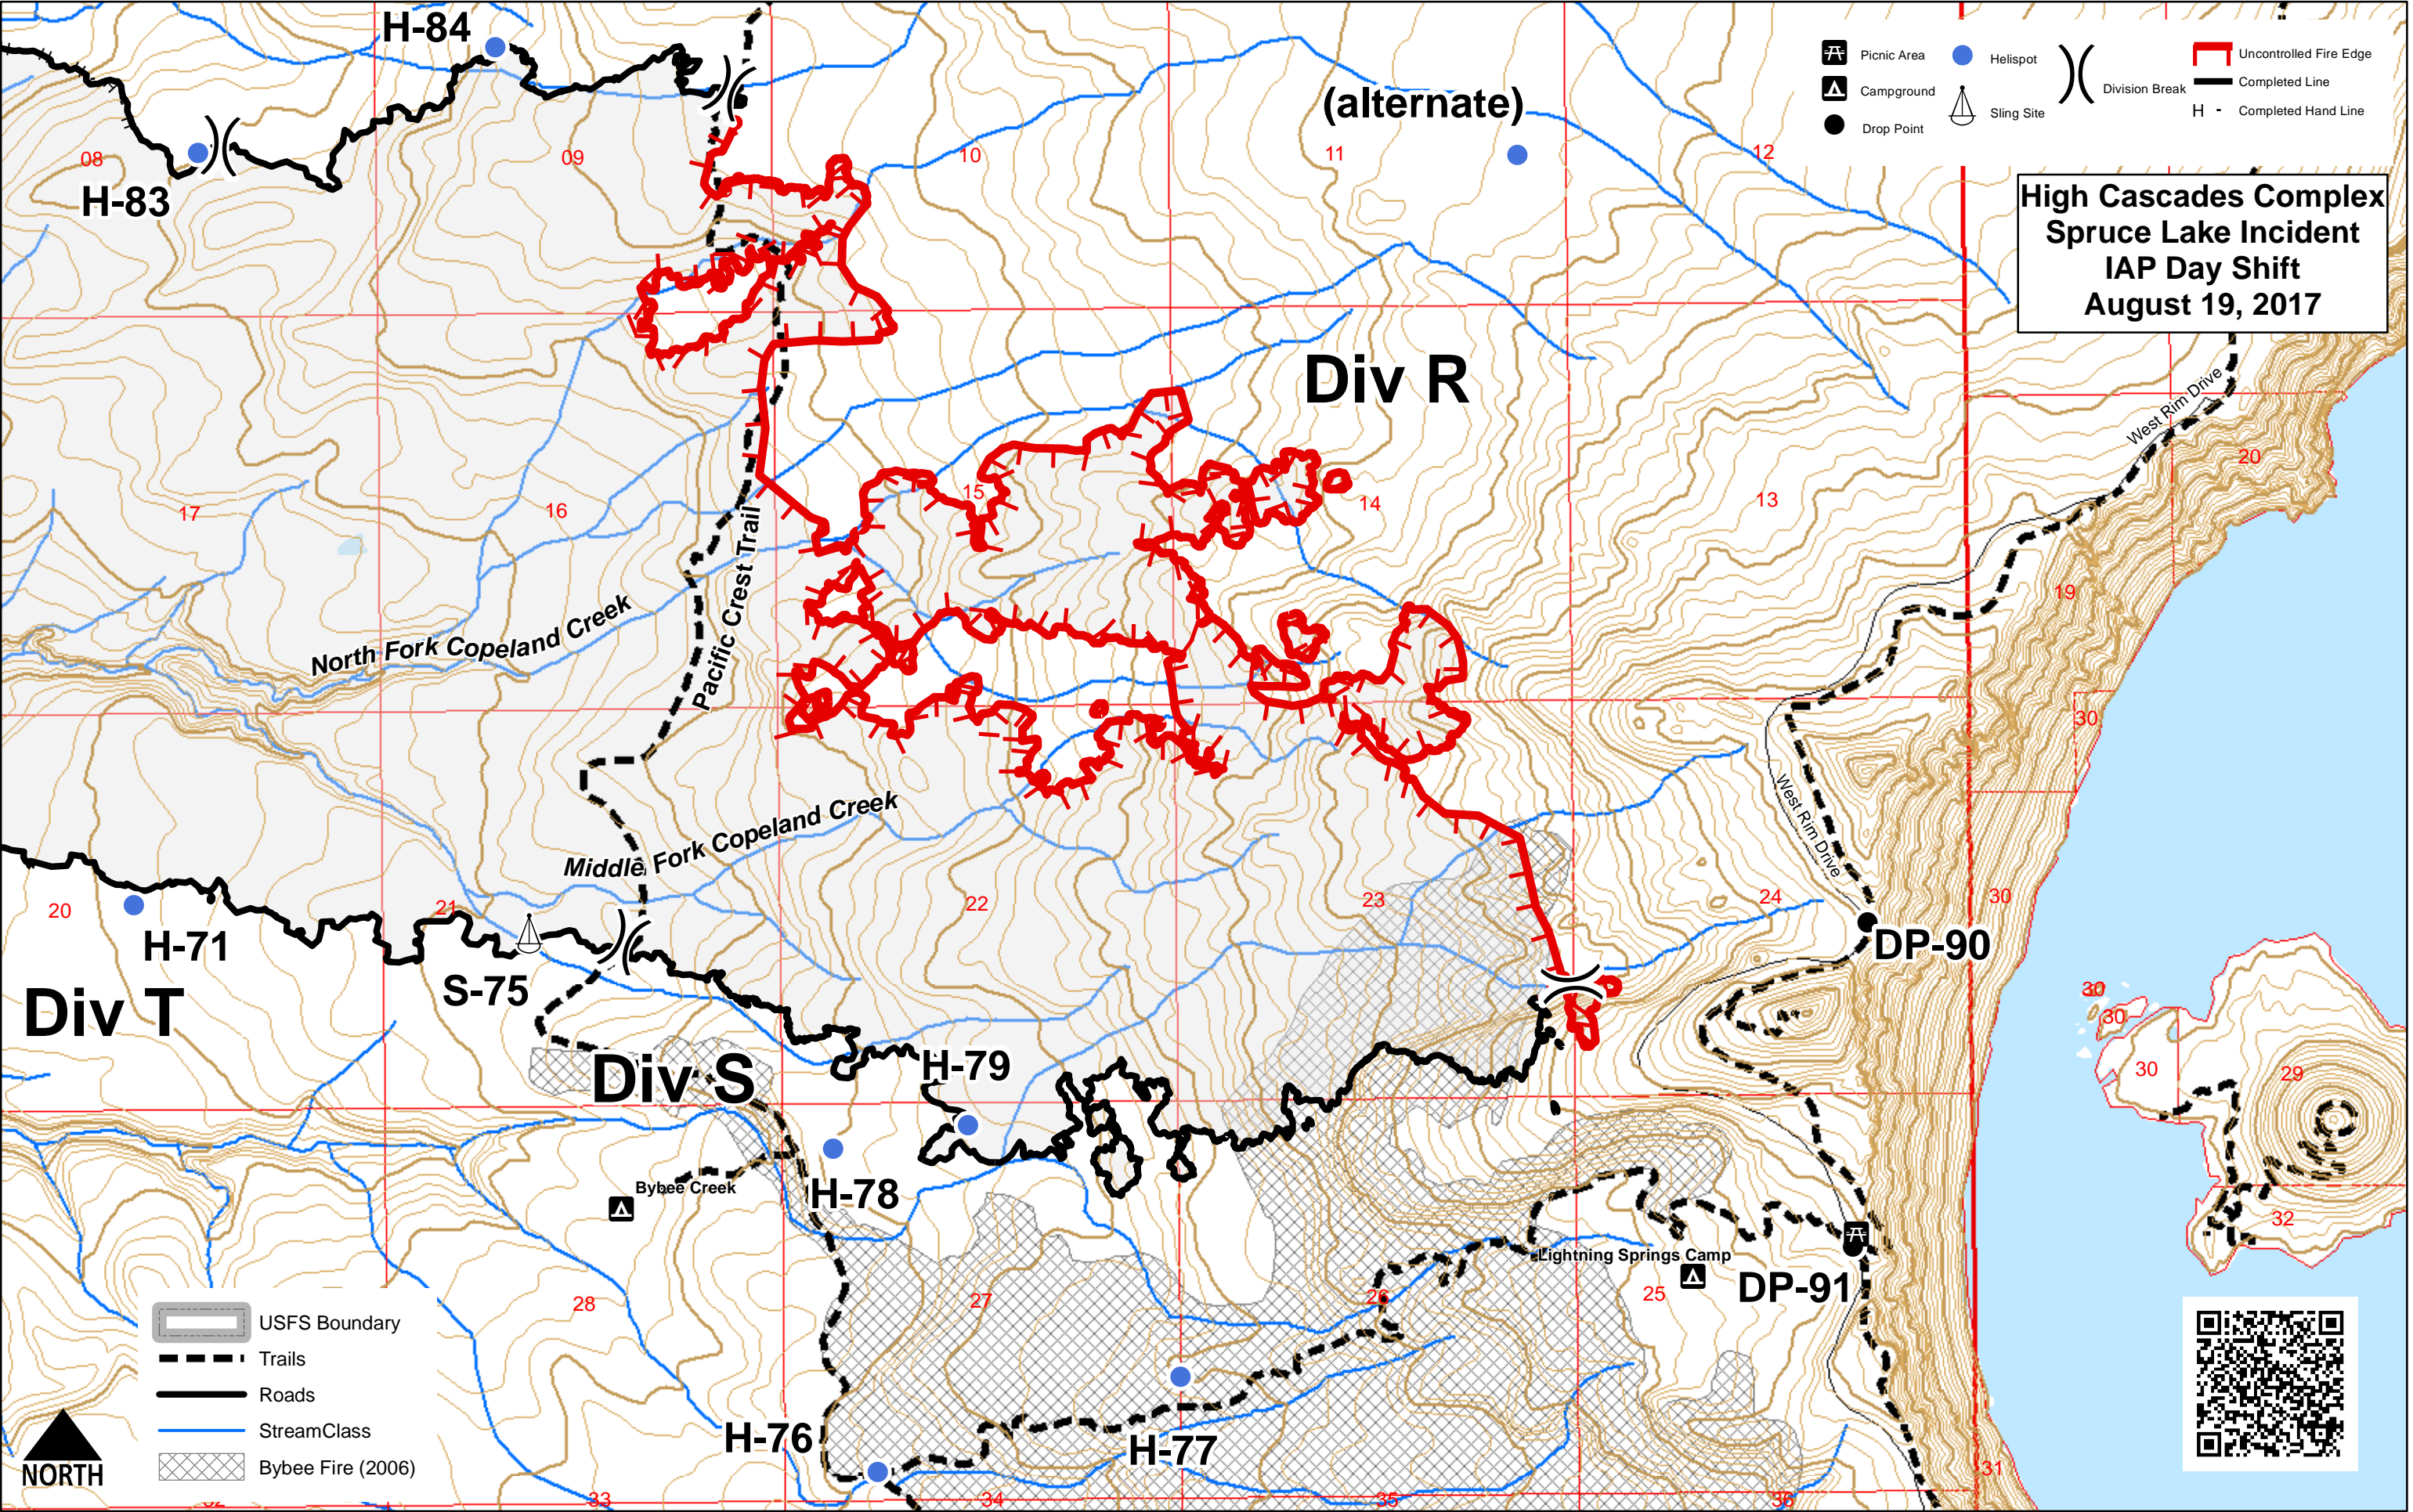 H-84
(alternate)
Picnic Area
Campground
Drop Point
Helispot
Sling Site
Division Break
Uncontrolled Fire Edge
Completed Line
H - Completed Hand Line
08
H-83
09
10
11
12
High Cascades Complex
Spruce Lake Incident
IAP Day Shift
August 19, 2017
Div R
West Rim Drive
20
17
16
15
14
13
19
North Fork Copeland Creek
Pacific Crest Trail
30
West Rim Drive
Middle Fork Copeland Creek
20
21
22
23
24
30
H-71
S-75
DP-90
Div T
30
30
Div S
H-79
30
29
Bybee Creek
H-78
32
Lightning Springs Camp
DP-91
28
27
26
25
USFS Boundary
Trails
Roads
StreamClass
Bybee Fire (2006)
NORTH
H-76
H-77
31
32
33
34
35
36